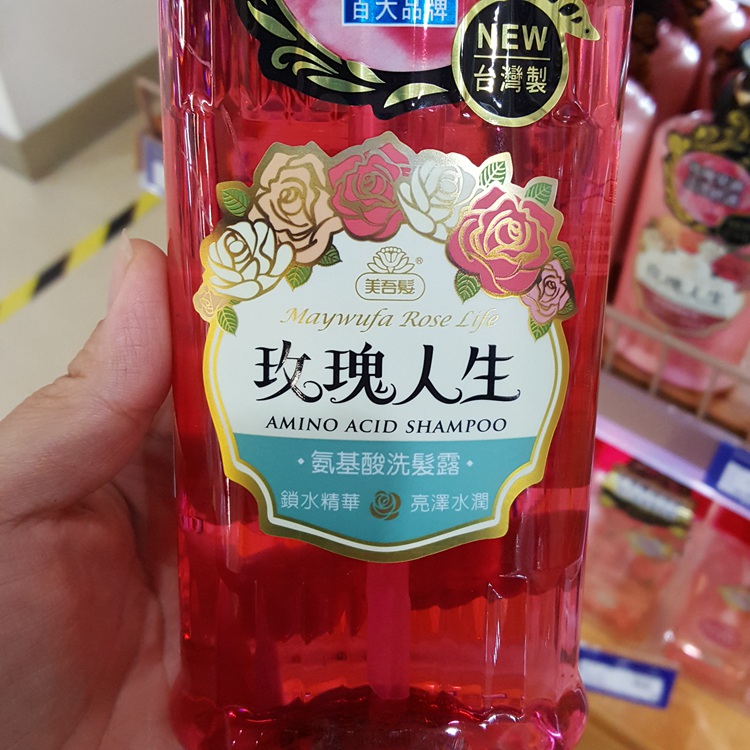 百大品牌
NEW
台灣製
美吾髮®
Maywufa Rose Life
玫瑰人生
AMINO ACID SHAMPOO
·氨基酸洗髮露·
鎖水精華 亮澤水潤
玫瑰人生